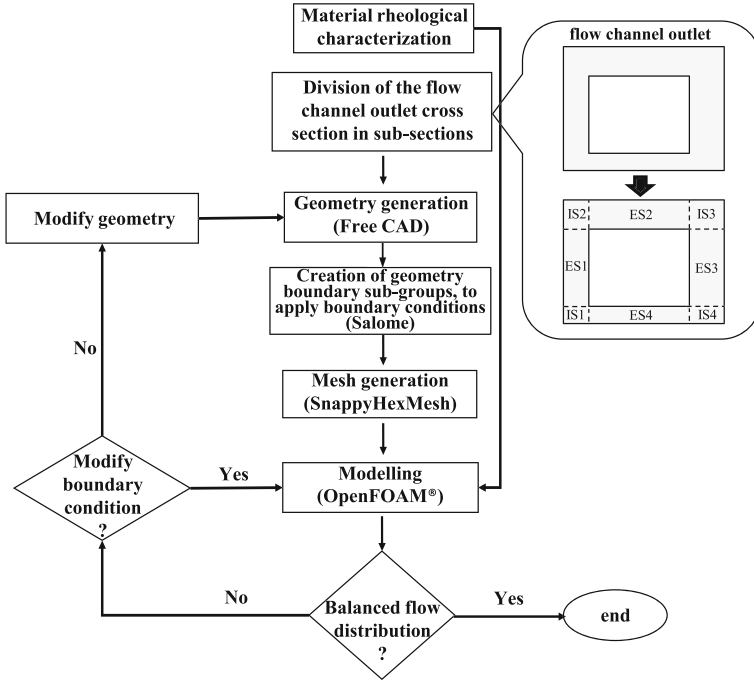 Material rheological
characterization
flow channel outlet
Division of the flow
channel outlet cross
section in sub-sections
Modify geometry
Geometry generation
(Free CAD)
IS2
ES2
IS3
ES1
ES3
IS1
ES4
IS4
Creation of geometry
boundary sub-groups, to
apply boundary conditions
(Salome)
No
Mesh generation
(SnappyHexMesh)
Modify
boundary
condition
?
Yes
Modelling
(OpenFOAM®)
No
Balanced flow
distribution
?
Yes
end